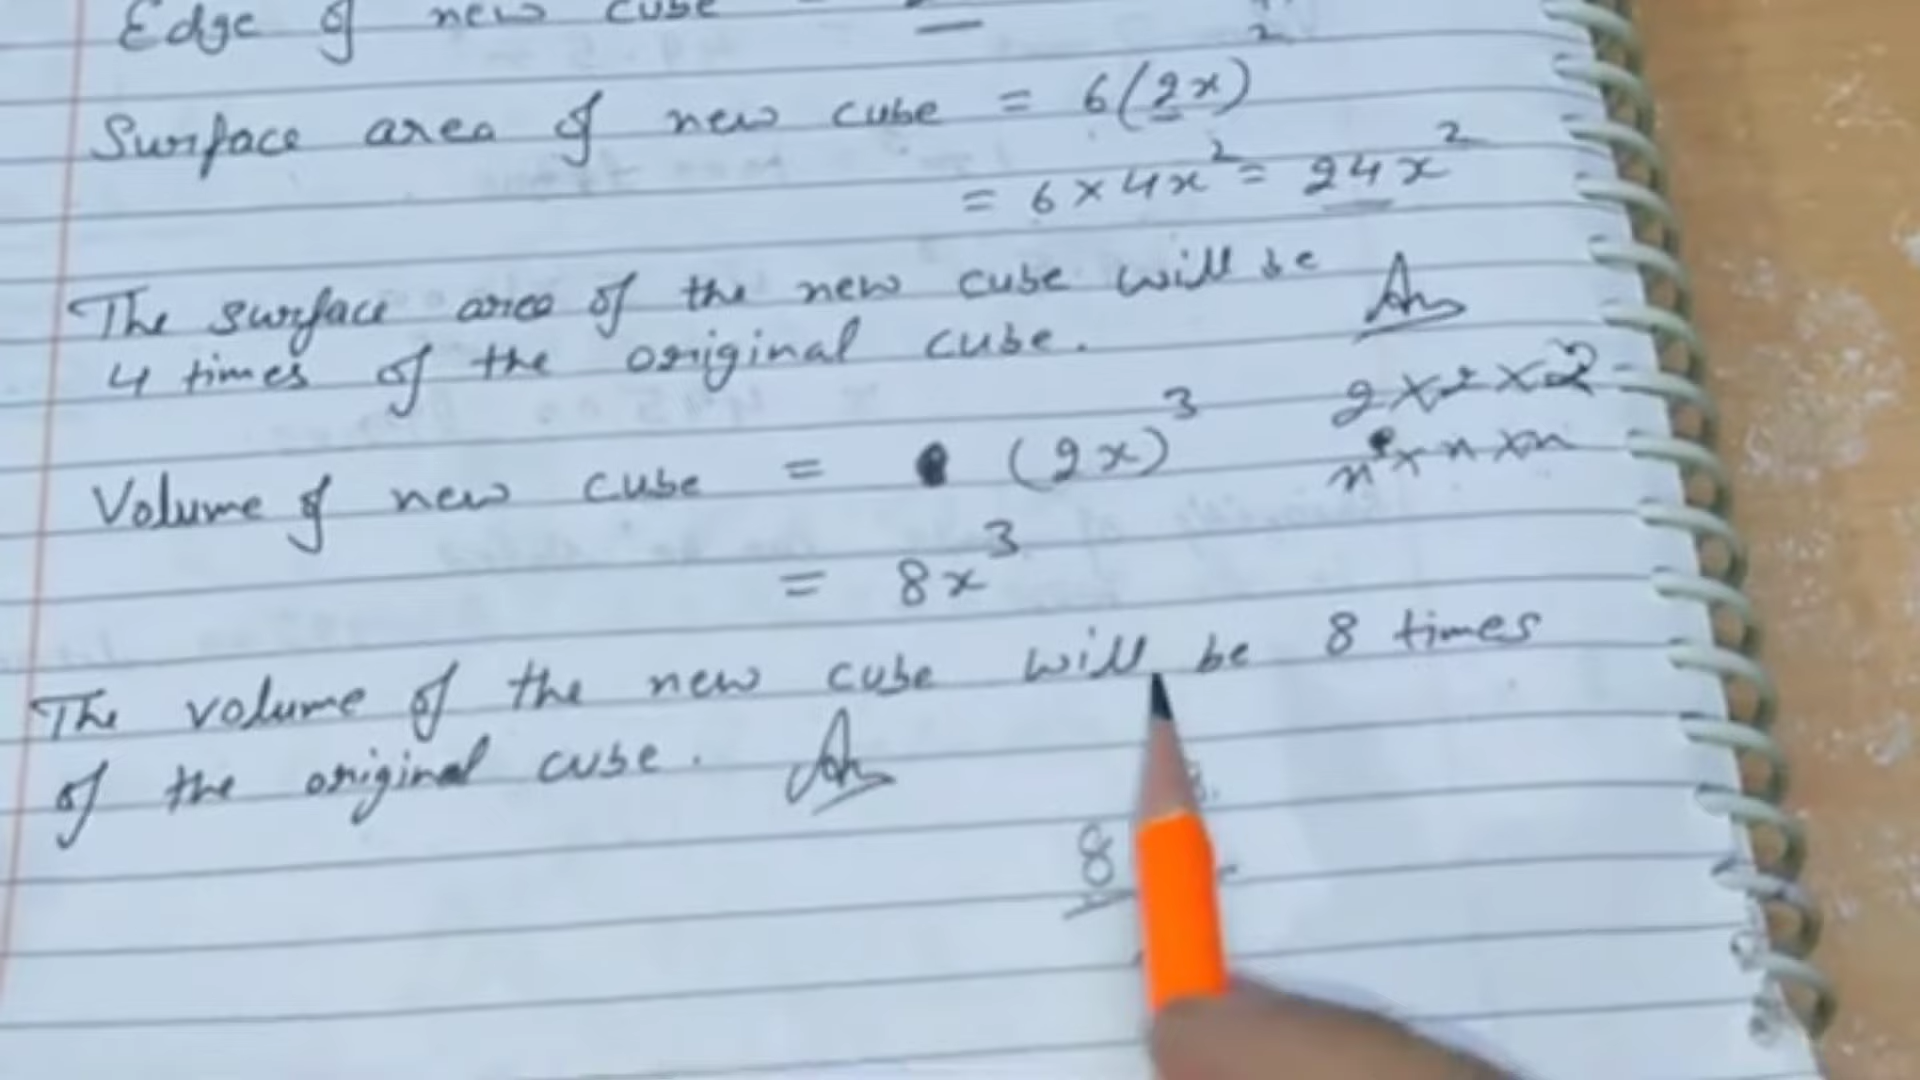 Edge of new cube
Surface area of new cube = 6(2x)²
= 6 × 4x² = 24x²
The surface area of the new cube will be
4 times of the original cube. Ans
Volume of new cube = (2x)³
2×2×2
x × x × x
= 8x³
The volume of the new cube will be 8 times
of the original cube. Ans
8